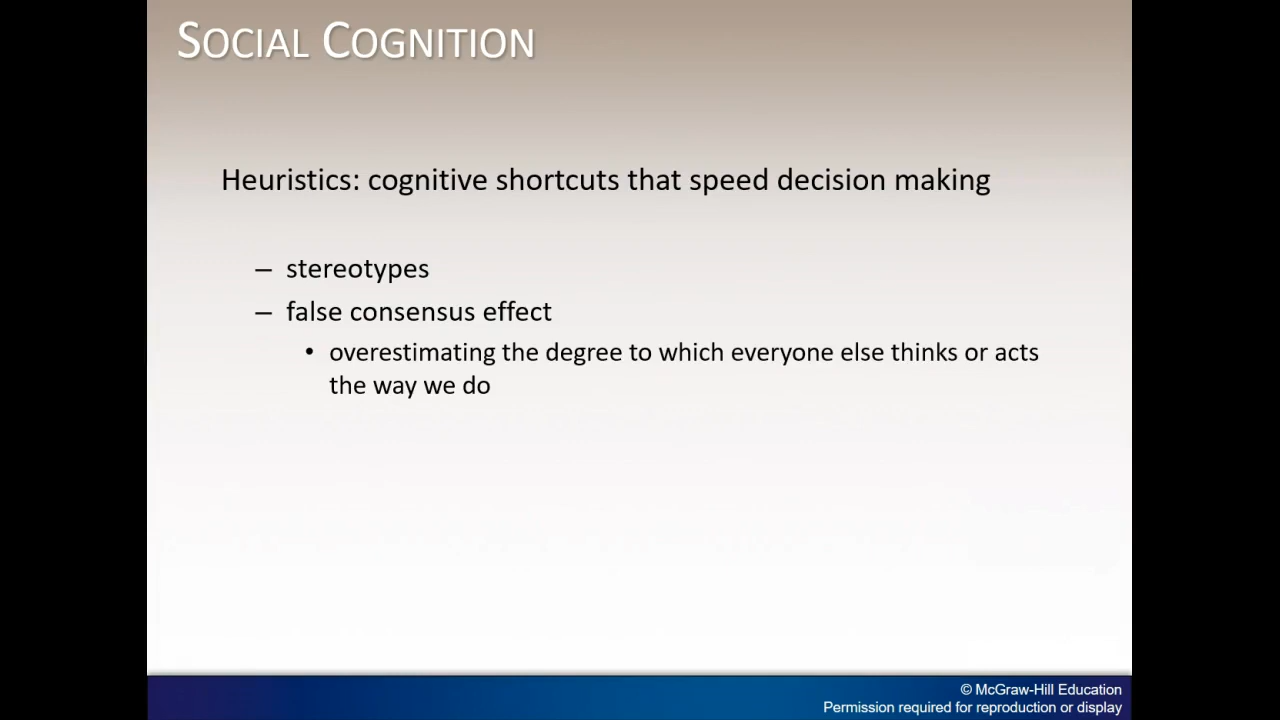 SOCIAL COGNITION
Heuristics: cognitive shortcuts that speed decision making
– stereotypes
– false consensus effect
• overestimating the degree to which everyone else thinks or acts
the way we do
© McGraw-Hill Education
Permission required for reproduction or display